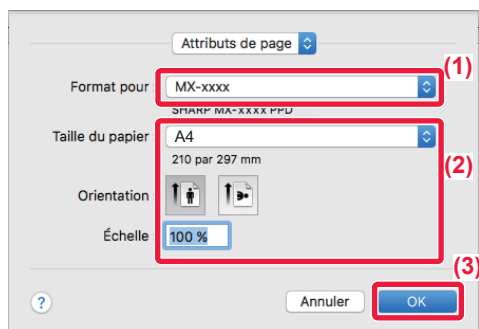 Attributs de page
(1)
Format pour : MX-xxxx
SHARP MX-xxxx PPD
Taille du papier : A4
210 par 297 mm
(2)
Orientation
Échelle 100 %
(3)
? Annuler OK